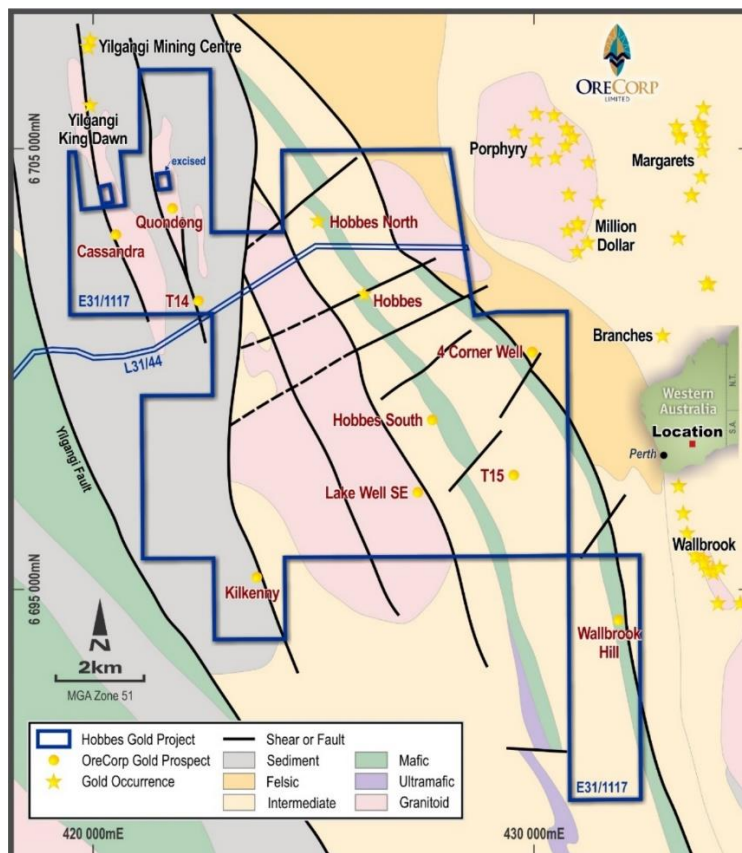 Yilgangi Mining Centre
ORECORP
LIMITED
Yilgangi
King Dawn
6 705 000mN
excised
Porphyry
Margarets
Quondong
Hobbes North
Million
Dollar
Cassandra
E31/1117
T14
Hobbes
L31/44
Branches
4 Corner Well
Western
Australia
N.T.
S.A.
Location
Perth
Yilgangi Fault
Hobbes South
T15
Lake Well SE
Wallbrook
Kilkenny
6 695 000mN
N
2km
MGA Zone 51
Wallbrook
Hill
Hobbes Gold Project
OreCorp Gold Prospect
Gold Occurrence
Shear or Fault
Sediment
Felsic
Intermediate
Mafic
Ultramafic
Granitoid
E31/1117
420 000mE
430 000mE